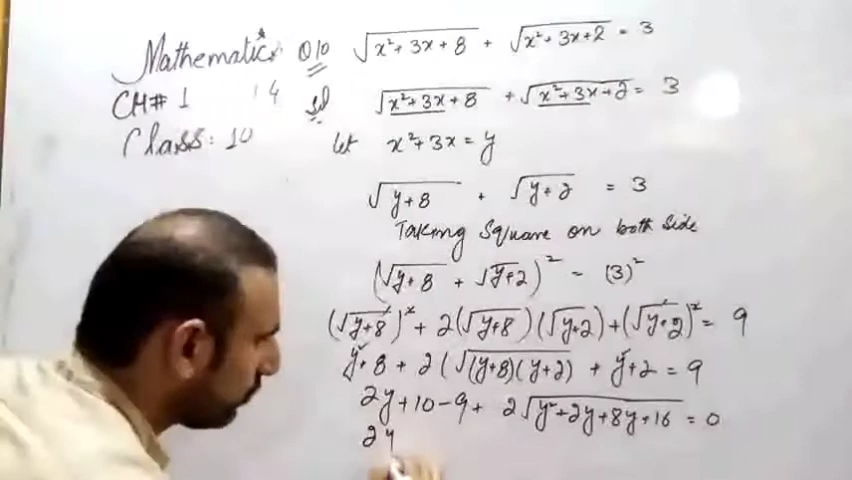 Mathematics Q10 √x²+3x+8 + √x²+3x+2 = 3
CH# 1 1.4 Sol √x²+3x+8 + √x²+3x+2 = 3
Class: 10 let x²+3x = y
√y+8 + √y+2 = 3
Taking Square on both side
(√y+8 + √y+2)² = (3)²
(√y+8)² + 2(√y+8)(√y+2)+(√y+2)² = 9
y+8 + 2(√(y+8)(y+2) + y+2 = 9
2y+10-9+ 2√y²+2y+8y+16 = 0
2y